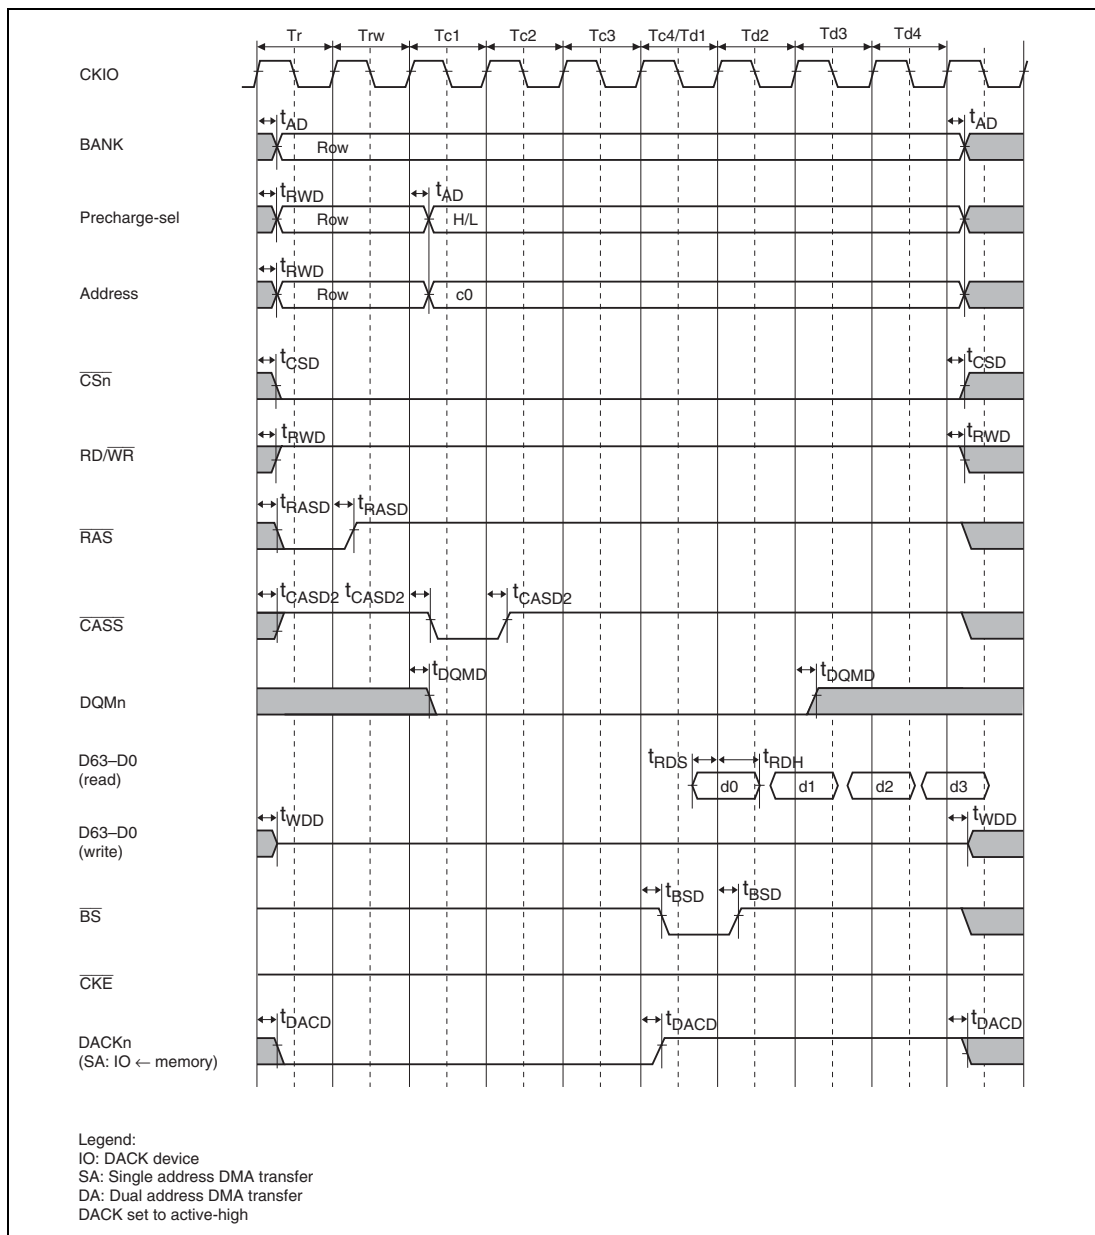 Tr Trw Tc1 Tc2 Tc3 Tc4/Td1 Td2 Td3 Td4
CKIO
tAD tAD
BANK Row
tRWD tAD
Precharge-sel Row H/L
tRWD
Address Row c0
tCSD tCSD
CSn
tRWD tRWD
RD/WR
tRASD tRASD
RAS
tCASD2 tCASD2 tCASD2
CASS
tDQMD tDQMD
DQMn
D63–D0 tRDS tRDH
(read) d0 d1 d2 d3
tWDD tWDD
D63–D0
(write)
tBSD tBSD
BS
CKE
tDACD tDACD tDACD
DACKn
(SA: IO ← memory)
Legend:
IO: DACK device
SA: Single address DMA transfer
DA: Dual address DMA transfer
DACK set to active-high